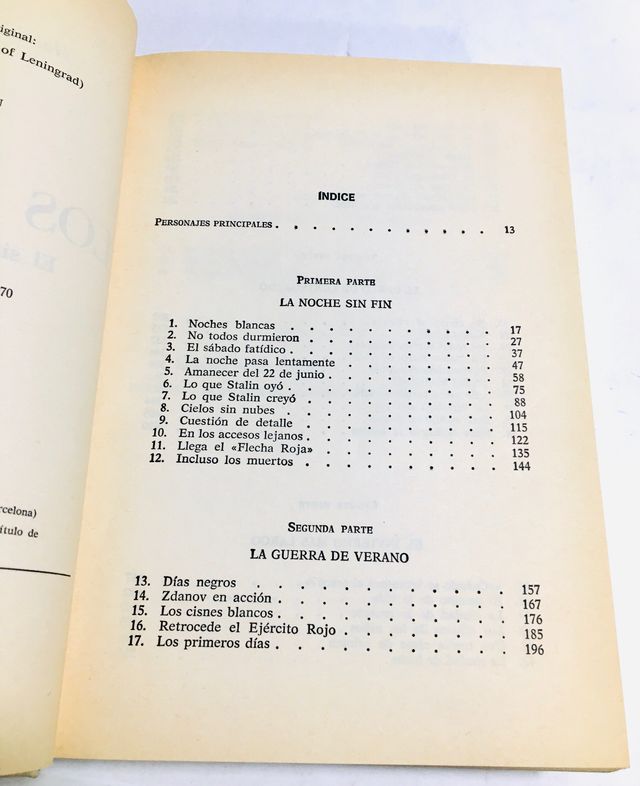 iginal:
of Leningrad)
70
rcelona)
ítulo de
ÍNDICE
PERSONAJES PRINCIPALES . . . . . . . . . . . . 13
PRIMERA PARTE
LA NOCHE SIN FIN
1. Noches blancas . . . . . . . . . . 17
2. No todos durmieron . . . . . . . . . 27
3. El sábado fatídico . . . . . . . . . . 37
4. La noche pasa lentamente . . . . . . . 47
5. Amanecer del 22 de junio . . . . . . . . 58
6. Lo que Stalin oyó . . . . . . . . . . 75
7. Lo que Stalin creyó . . . . . . . . . 88
8. Cielos sin nubes . . . . . . . . . . 104
9. Cuestión de detalle . . . . . . . . . 115
10. En los accesos lejanos . . . . . . . . . 122
11. Llega el «Flecha Roja» . . . . . . . . 135
12. Incluso los muertos . . . . . . . . . 144
SEGUNDA PARTE
LA GUERRA DE VERANO
13. Días negros . . . . . . . . . . 157
14. Zdanov en acción . . . . . . . . . 167
15. Los cisnes blancos . . . . . . . . . 176
16. Retrocede el Ejército Rojo . . . . . . . 185
17. Los primeros días . . . . . . . . . . 196